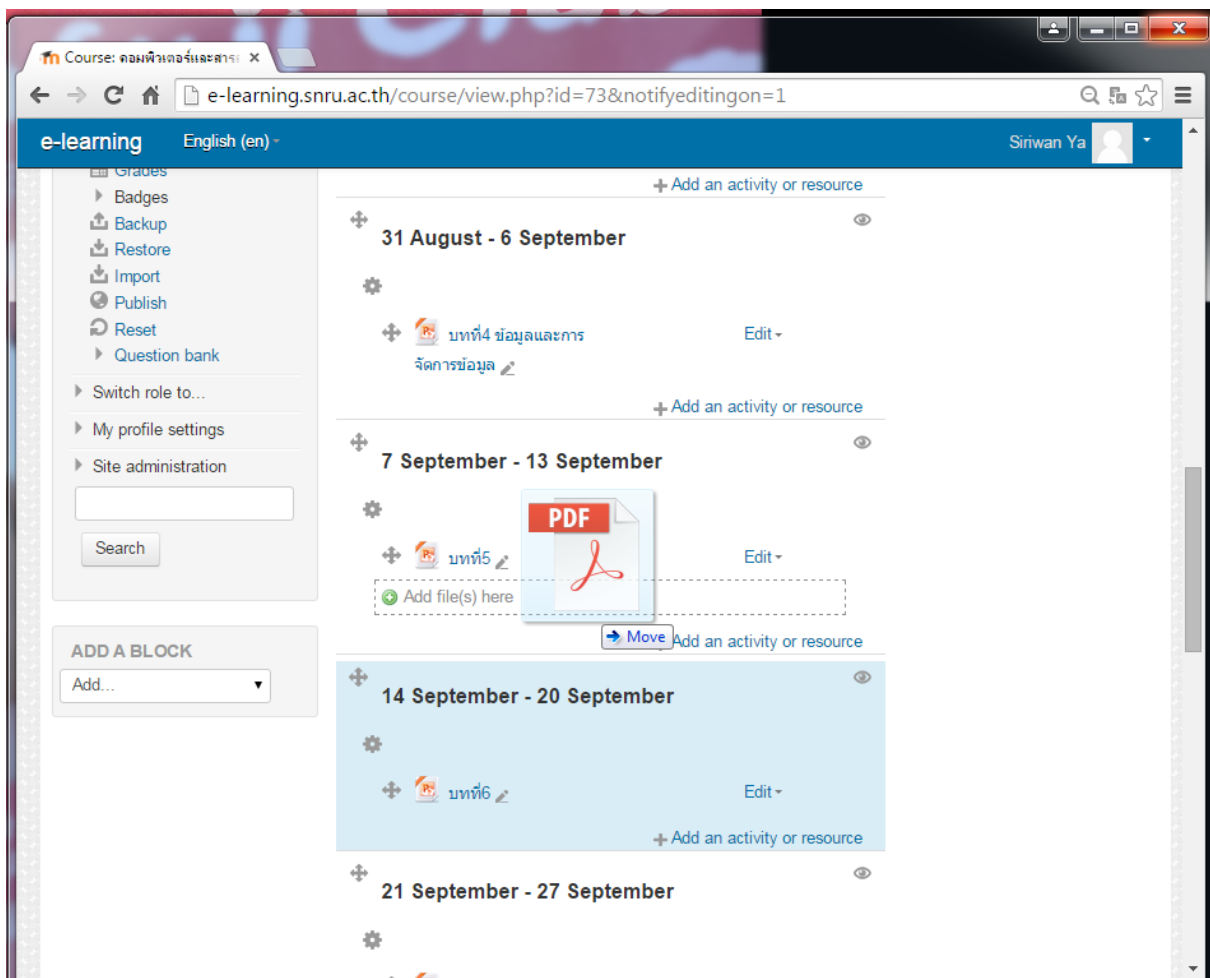 Course: คอมพิวเตอร์และสาระ
e-learning.snru.ac.th/course/view.php?id=73&notifyeditingon=1
e-learning English (en) Siriwan Ya
Grades
Badges
Backup
Restore
Import
Publish
Reset
Question bank
Switch role to...
My profile settings
Site administration
Search
ADD A BLOCK
Add...
Add an activity or resource
31 August - 6 September
บทที่4 ข้อมูลและการ Edit
จัดการข้อมูล
Add an activity or resource
7 September - 13 September
PDF
บทที่5 Edit
Add file(s) here
Move
Add an activity or resource
14 September - 20 September
บทที่6 Edit
Add an activity or resource
21 September - 27 September